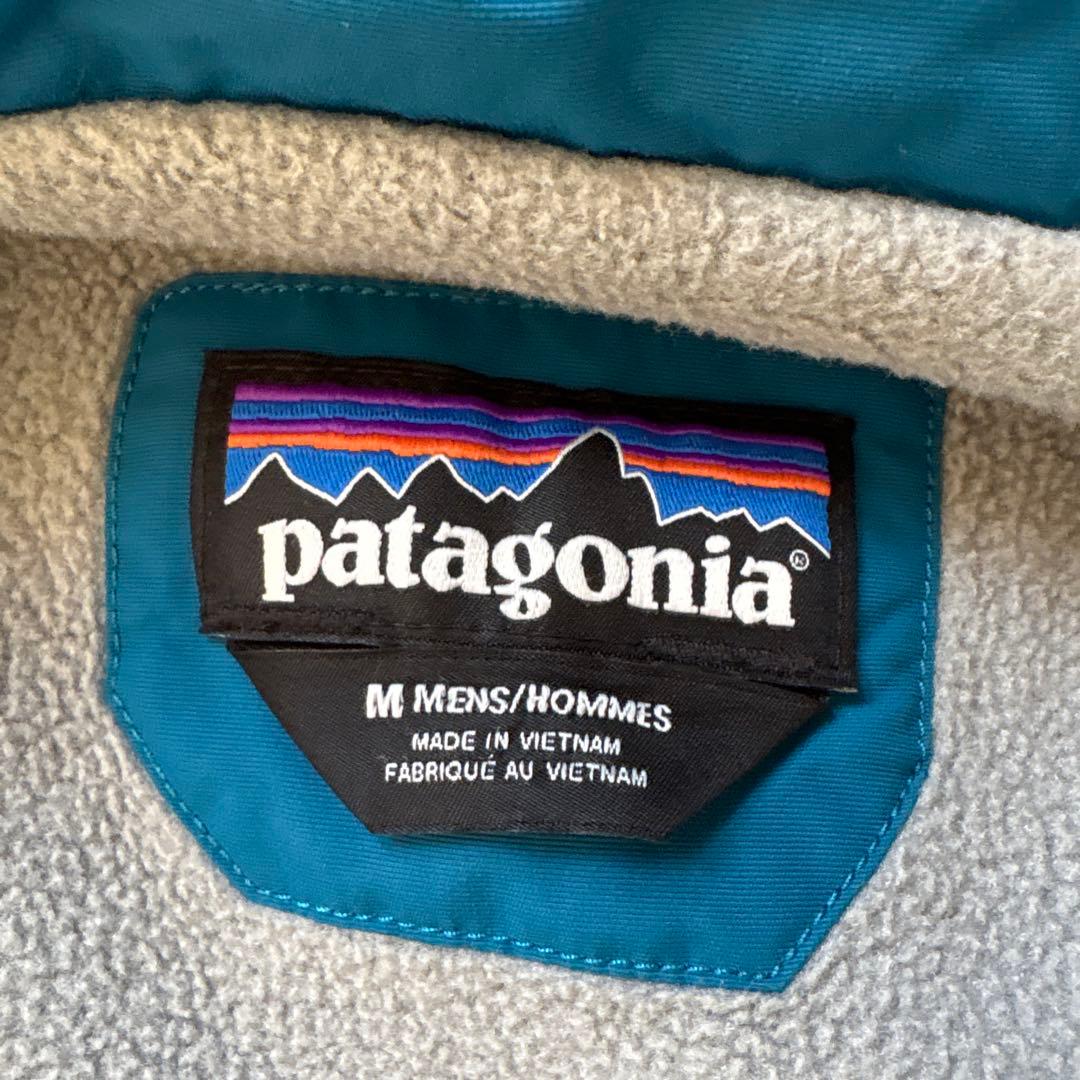 patagonia®
M MENS/HOMMES
MADE IN VIETNAM
FABRIQUÉ AU VIETNAM